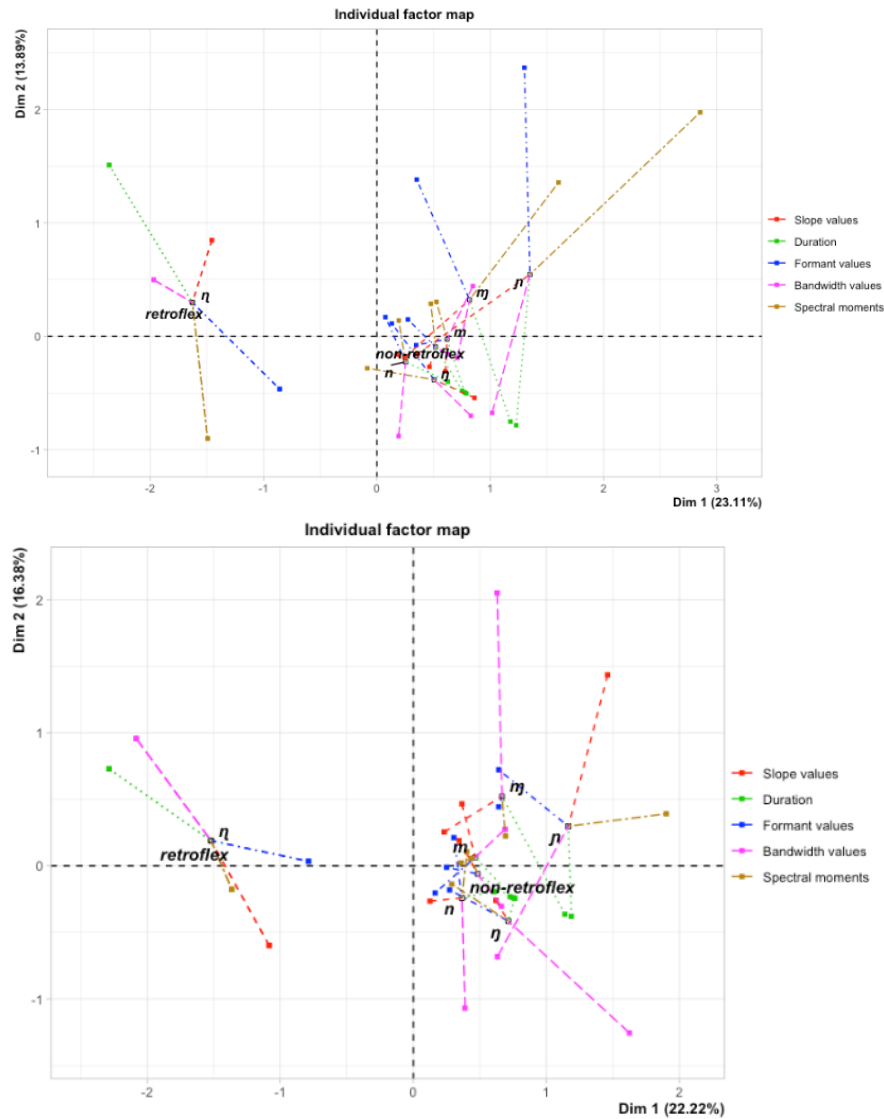 Individual factor map
Dim 2 (13.89%)
2
1
0
-1
Slope values
Duration
Formant values
Bandwidth values
Spectral moments
ɳ
retroflex
ɱ
ɲ
m
non-retroflex
n
ŋ
-2
-1
0
1
2
3
Dim 1 (23.11%)
Individual factor map
Dim 2 (16.38%)
2
1
0
-1
Slope values
Duration
Formant values
Bandwidth values
Spectral moments
ɳ
retroflex
ɱ
ɲ
m
non-retroflex
n
ŋ
-2
-1
0
1
2
Dim 1 (22.22%)